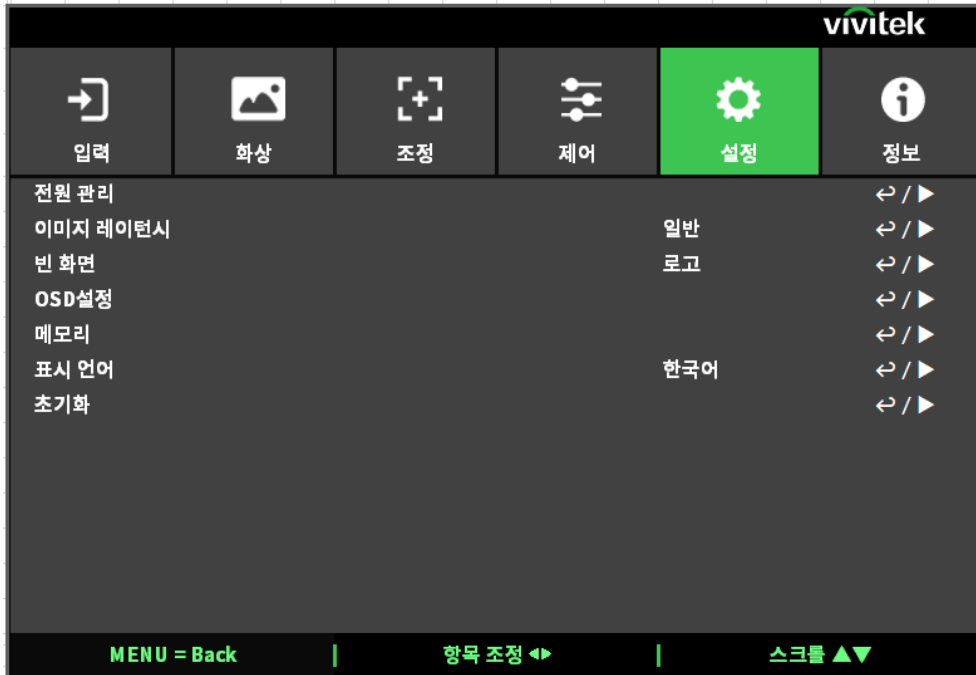 vivitek
입력 화상 조정 제어 설정 정보
전원 관리 ↩ / ▶
이미지 레이턴시 일반 ↩ / ▶
빈 화면 로고 ↩ / ▶
OSD설정 ↩ / ▶
메모리 ↩ / ▶
표시 언어 한국어 ↩ / ▶
초기화 ↩ / ▶
MENU = Back | 항목 조정 ◀▶ | 스크롤 ▲▼